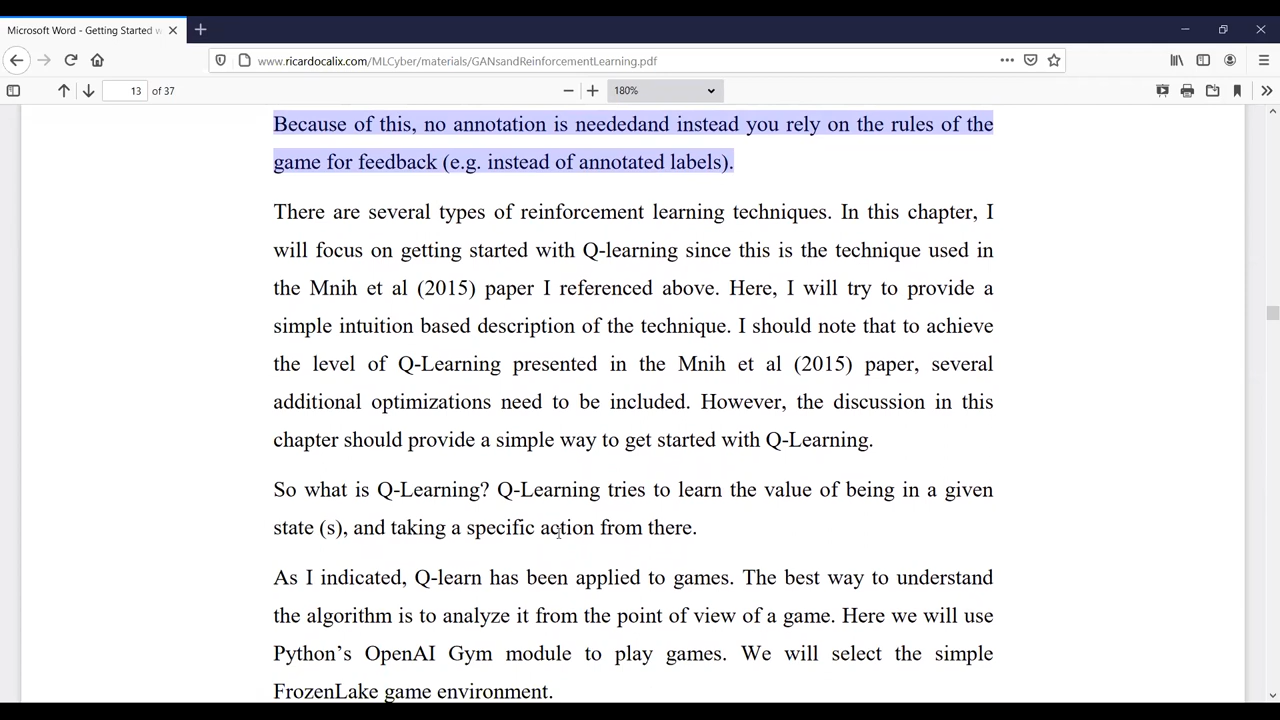 Microsoft Word - Getting Started w
www.ricardocalix.com/MLCyber/materials/GANsandReinforcementLearning.pdf
13 of 37
180%
Because of this, no annotation is neededand instead you rely on the rules of the
game for feedback (e.g. instead of annotated labels).
There are several types of reinforcement learning techniques. In this chapter, I
will focus on getting started with Q-learning since this is the technique used in
the Mnih et al (2015) paper I referenced above. Here, I will try to provide a
simple intuition based description of the technique. I should note that to achieve
the level of Q-Learning presented in the Mnih et al (2015) paper, several
additional optimizations need to be included. However, the discussion in this
chapter should provide a simple way to get started with Q-Learning.
So what is Q-Learning? Q-Learning tries to learn the value of being in a given
state (s), and taking a specific action from there.
As I indicated, Q-learn has been applied to games. The best way to understand
the algorithm is to analyze it from the point of view of a game. Here we will use
Python’s OpenAI Gym module to play games. We will select the simple
FrozenLake game environment.